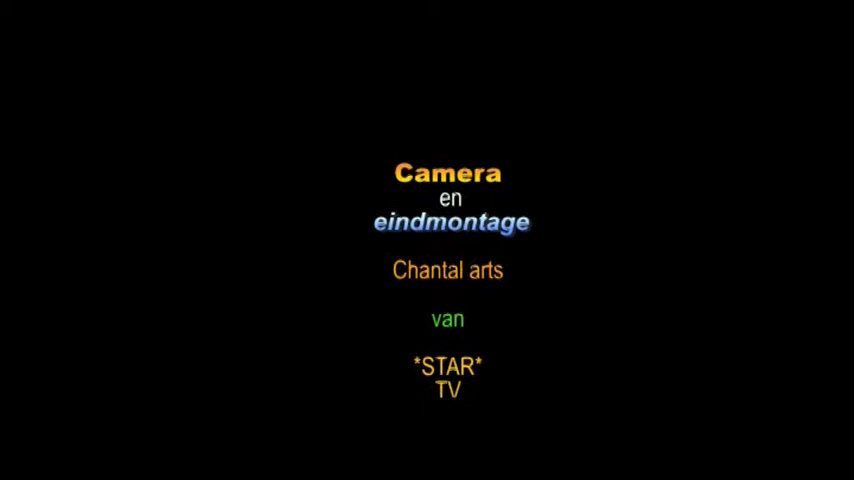 Camera
en
eindmontage
Chantal arts
van
*STAR*
TV